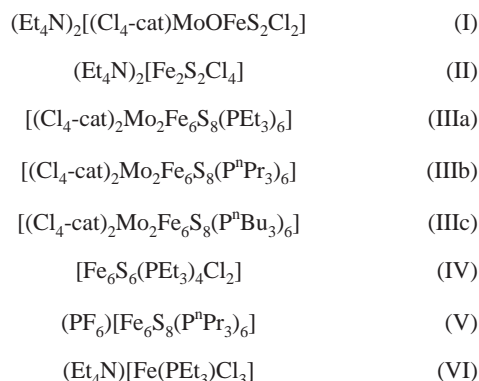 (Et₄N)₂[(Cl₄-cat)MoOFeS₂Cl₂] (I)
(Et₄N)₂[Fe₂S₂Cl₄] (II)
[(Cl₄-cat)₂Mo₂Fe₆S₈(PEt₃)₆] (IIIa)
[(Cl₄-cat)₂Mo₂Fe₆S₈(PⁿPr₃)₆] (IIIb)
[(Cl₄-cat)₂Mo₂Fe₆S₈(PⁿBu₃)₆] (IIIc)
[Fe₆S₆(PEt₃)₄Cl₂] (IV)
(PF₆)[Fe₆S₈(PⁿPr₃)₆] (V)
(Et₄N)[Fe(PEt₃)Cl₃] (VI)